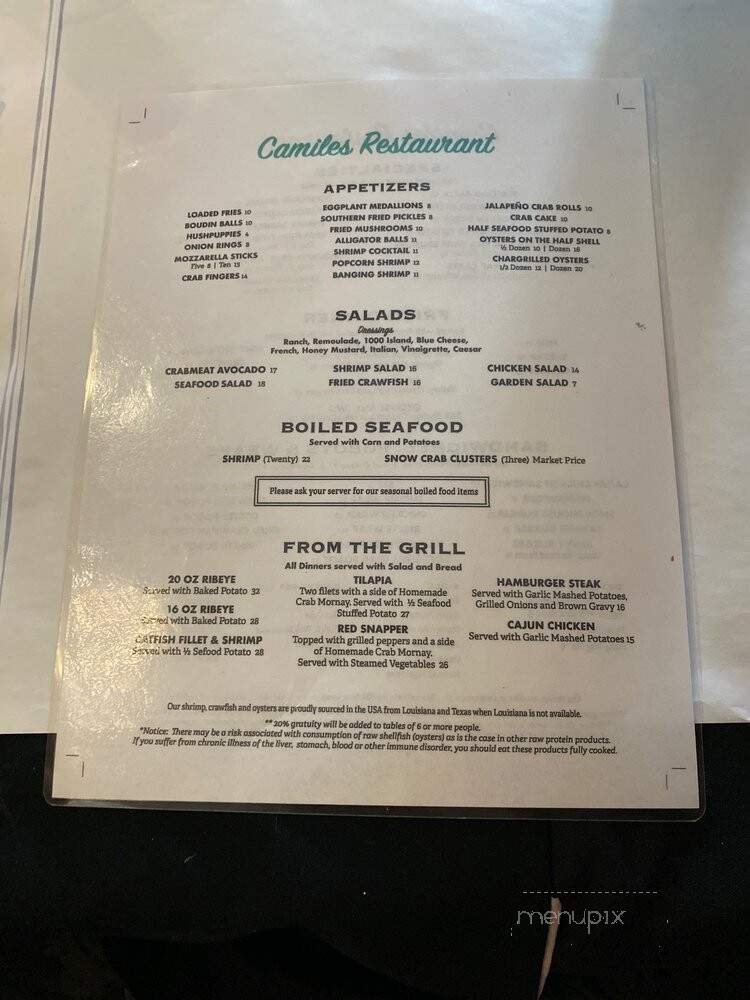 Camiles Restaurant
APPETIZERS
LOADED FRIES 10
BOUDIN BALLS 10
HUSHPUPPIES 4
ONION RINGS 8
MOZZARELLA STICKS
Five 8 | Ten 15
CRAB FINGERS 14
EGGPLANT MEDALLIONS 8
SOUTHERN FRIED PICKLES 8
FRIED MUSHROOMS 10
ALLIGATOR BALLS 11
SHRIMP COCKTAIL 11
POPCORN SHRIMP 12
BANGING SHRIMP 11
JALAPEÑO CRAB ROLLS 10
CRAB CAKE 10
HALF SEAFOOD STUFFED POTATO 8
OYSTERS ON THE HALF SHELL
½ Dozen 10 | Dozen 16
CHARGRILLED OYSTERS
1/2 Dozen 12 | Dozen 20
SALADS
Dressings
Ranch, Remoulade, 1000 Island, Blue Cheese,
French, Honey Mustard, Italian, Vinaigrette, Caesar
CRABMEAT AVOCADO 17
SEAFOOD SALAD 18
SHRIMP SALAD 16
FRIED CRAWFISH 16
CHICKEN SALAD 14
GARDEN SALAD 7
BOILED SEAFOOD
Served with Corn and Potatoes
SHRIMP (Twenty) 22
SNOW CRAB CLUSTERS (Three) Market Price
Please ask your server for our seasonal boiled food items
FROM THE GRILL
All Dinners served with Salad and Bread
20 OZ RIBEYE
Served with Baked Potato 32
16 OZ RIBEYE
Served with Baked Potato 28
CATFISH FILLET & SHRIMP
Served with ½ Sefood Potato 28
TILAPIA
Two filets with a side of Homemade
Crab Mornay. Served with ½ Seafood
Stuffed Potato 27
RED SNAPPER
Topped with grilled peppers and a side
of Homemade Crab Mornay.
Served with Steamed Vegetables 26
HAMBURGER STEAK
Served with Garlic Mashed Potatoes,
Grilled Onions and Brown Gravy 16
CAJUN CHICKEN
Served with Garlic Mashed Potatoes 15
Our shrimp, crawfish and oysters are proudly sourced in the USA from Louisiana and Texas when Louisiana is not available.
** 20% gratuity will be added to tables of 6 or more people.
*Notice: There may be a risk associated with consumption of raw shellfish (oysters) as is the case in other raw protein products.
If you suffer from chronic illness of the liver, stomach, blood or other immune disorder, you should eat these products fully cooked.
menupix